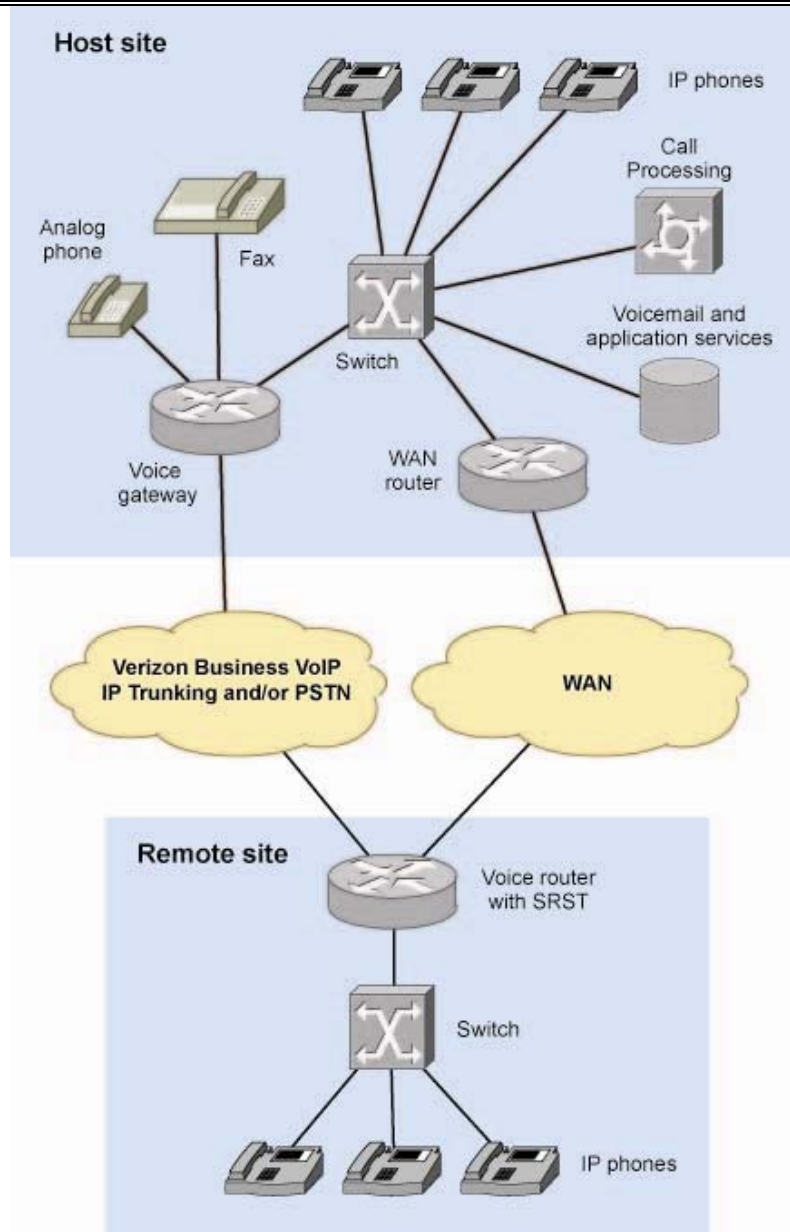 Host site
IP phones
Call
Processing
Analog
phone
Fax
Voicemail and
application services
Switch
Voice
gateway
WAN
router
Verizon Business VoIP
IP Trunking and/or PSTN
WAN
Remote site
Voice router
with SRST
Switch
IP phones